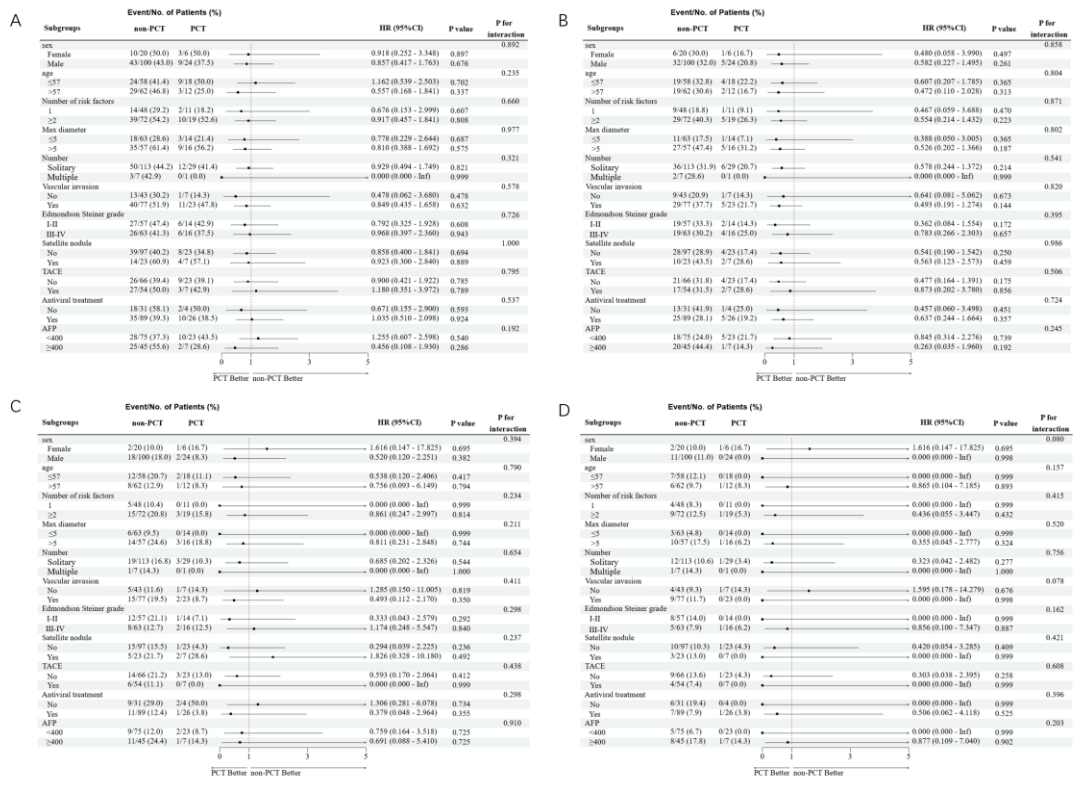 A
Event/No. of Patients (%)
Subgroups non-PCT PCT HR (95%CI) P value P for interaction
sex 0.892
Female 10/20 (50.0) 3/6 (50.0) 0.918 (0.252 - 3.348) 0.897
Male 43/100 (43.0) 9/24 (37.5) 0.857 (0.417 - 1.763) 0.676
age 0.235
≤57 24/58 (41.4) 9/18 (50.0) 1.162 (0.539 - 2.503) 0.702
>57 29/62 (46.8) 3/12 (25.0) 0.557 (0.168 - 1.841) 0.337
Number of risk factors 0.660
1 14/48 (29.2) 2/11 (18.2) 0.676 (0.153 - 2.999) 0.607
≥2 39/72 (54.2) 10/19 (52.6) 0.917 (0.457 - 1.841) 0.808
Max diameter 0.977
≤5 18/63 (28.6) 3/14 (21.4) 0.778 (0.229 - 2.644) 0.687
>5 35/57 (61.4) 9/16 (56.2) 0.810 (0.388 - 1.692) 0.575
Number 0.321
Solitary 50/113 (44.2) 12/29 (41.4) 0.929 (0.494 - 1.749) 0.821
Multiple 3/7 (42.9) 0/1 (0.0) 0.000 (0.000 - Inf) 0.999
Vascular invasion 0.578
No 13/43 (30.2) 1/7 (14.3) 0.478 (0.062 - 3.680) 0.478
Yes 40/77 (51.9) 11/23 (47.8) 0.849 (0.435 - 1.658) 0.632
Edmondson Steiner grade 0.726
I-II 27/57 (47.4) 6/14 (42.9) 0.792 (0.325 - 1.928) 0.608
III-IV 26/63 (41.3) 6/16 (37.5) 0.968 (0.397 - 2.360) 0.943
Satellite nodule 1.000
No 39/97 (40.2) 8/23 (34.8) 0.858 (0.400 - 1.841) 0.694
Yes 14/23 (60.9) 4/7 (57.1) 0.923 (0.300 - 2.840) 0.889
TACE 0.795
No 26/66 (39.4) 9/23 (39.1) 0.900 (0.421 - 1.922) 0.785
Yes 27/54 (50.0) 3/7 (42.9) 1.180 (0.351 - 3.972) 0.789
Antiviral treatment 0.537
No 18/31 (58.1) 2/4 (50.0) 0.671 (0.155 - 2.900) 0.593
Yes 35/89 (39.3) 10/26 (38.5) 1.035 (0.510 - 2.098) 0.924
AFP 0.192
<400 28/75 (37.3) 10/23 (43.5) 1.255 (0.607 - 2.598) 0.540
≥400 25/45 (55.6) 2/7 (28.6) 0.456 (0.108 - 1.930) 0.286
0 1 3 5
PCT Better non-PCT Better
B
Event/No. of Patients (%)
Subgroups non-PCT PCT HR (95%CI) P value P for interaction
sex 0.858
Female 6/20 (30.0) 1/6 (16.7) 0.480 (0.058 - 3.990) 0.497
Male 32/100 (32.0) 5/24 (20.8) 0.582 (0.227 - 1.495) 0.261
age 0.804
≤57 19/58 (32.8) 4/18 (22.2) 0.607 (0.207 - 1.785) 0.365
>57 19/62 (30.6) 2/12 (16.7) 0.472 (0.110 - 2.028) 0.313
Number of risk factors 0.871
1 9/48 (18.8) 1/11 (9.1) 0.467 (0.059 - 3.688) 0.470
≥2 29/72 (40.3) 5/19 (26.3) 0.554 (0.214 - 1.432) 0.223
Max diameter 0.802
≤5 11/63 (17.5) 1/14 (7.1) 0.388 (0.050 - 3.005) 0.365
>5 27/57 (47.4) 5/16 (31.2) 0.526 (0.202 - 1.366) 0.187
Number 0.541
Solitary 36/113 (31.9) 6/29 (20.7) 0.578 (0.244 - 1.372) 0.214
Multiple 2/7 (28.6) 0/1 (0.0) 0.000 (0.000 - Inf) 0.999
Vascular invasion 0.820
No 9/43 (20.9) 1/7 (14.3) 0.641 (0.081 - 5.062) 0.673
Yes 29/77 (37.7) 5/23 (21.7) 0.493 (0.191 - 1.274) 0.144
Edmondson Steiner grade 0.395
I-II 19/57 (33.3) 2/14 (14.3) 0.362 (0.084 - 1.554) 0.172
III-IV 19/63 (30.2) 4/16 (25.0) 0.783 (0.266 - 2.303) 0.657
Satellite nodule 0.986
No 28/97 (28.9) 4/23 (17.4) 0.541 (0.190 - 1.542) 0.250
Yes 10/23 (43.5) 2/7 (28.6) 0.563 (0.123 - 2.573) 0.459
TACE 0.506
No 21/66 (31.8) 4/23 (17.4) 0.477 (0.164 - 1.391) 0.175
Yes 17/54 (31.5) 2/7 (28.6) 0.873 (0.202 - 3.780) 0.856
Antiviral treatment 0.724
No 13/31 (41.9) 1/4 (25.0) 0.457 (0.060 - 3.498) 0.451
Yes 25/89 (28.1) 5/26 (19.2) 0.637 (0.244 - 1.664) 0.357
AFP 0.245
<400 18/75 (24.0) 5/23 (21.7) 0.845 (0.314 - 2.276) 0.739
≥400 20/45 (44.4) 1/7 (14.3) 0.263 (0.035 - 1.960) 0.192
0 1 3 5
PCT Better non-PCT Better
C
Event/No. of Patients (%)
Subgroups non-PCT PCT HR (95%CI) P value P for interaction
sex 0.394
Female 2/20 (10.0) 1/6 (16.7) 1.616 (0.147 - 17.825) 0.695
Male 18/100 (18.0) 2/24 (8.3) 0.520 (0.120 - 2.251) 0.382
age 0.790
≤57 12/58 (20.7) 2/18 (11.1) 0.538 (0.120 - 2.406) 0.417
>57 8/62 (12.9) 1/12 (8.3) 0.756 (0.093 - 6.149) 0.794
Number of risk factors 0.234
1 5/48 (10.4) 0/11 (0.0) 0.000 (0.000 - Inf) 0.999
≥2 15/72 (20.8) 3/19 (15.8) 0.861 (0.247 - 2.997) 0.814
Max diameter 0.211
≤5 6/63 (9.5) 0/14 (0.0) 0.000 (0.000 - Inf) 0.999
>5 14/57 (24.6) 3/16 (18.8) 0.811 (0.231 - 2.848) 0.744
Number 0.654
Solitary 19/113 (16.8) 3/29 (10.3) 0.685 (0.202 - 2.326) 0.544
Multiple 1/7 (14.3) 0/1 (0.0) 0.000 (0.000 - Inf) 1.000
Vascular invasion 0.411
No 5/43 (11.6) 1/7 (14.3) 1.285 (0.150 - 11.005) 0.819
Yes 15/77 (19.5) 2/23 (8.7) 0.493 (0.112 - 2.170) 0.350
Edmondson Steiner grade 0.298
I-II 12/57 (21.1) 1/14 (7.1) 0.333 (0.043 - 2.579) 0.292
III-IV 8/63 (12.7) 2/16 (12.5) 1.174 (0.248 - 5.547) 0.840
Satellite nodule 0.237
No 15/97 (15.5) 1/23 (4.3) 0.294 (0.039 - 2.225) 0.236
Yes 5/23 (21.7) 2/7 (28.6) 1.826 (0.328 - 10.180) 0.492
TACE 0.438
No 14/66 (21.2) 3/23 (13.0) 0.593 (0.170 - 2.064) 0.412
Yes 6/54 (11.1) 0/7 (0.0) 0.000 (0.000 - Inf) 0.999
Antiviral treatment 0.298
No 9/31 (29.0) 2/4 (50.0) 1.306 (0.281 - 6.078) 0.734
Yes 11/89 (12.4) 1/26 (3.8) 0.379 (0.048 - 2.964) 0.355
AFP 0.910
<400 9/75 (12.0) 2/23 (8.7) 0.759 (0.164 - 3.518) 0.725
≥400 11/45 (24.4) 1/7 (14.3) 0.691 (0.088 - 5.410) 0.725
0 1 3 5
PCT Better non-PCT Better
D
Event/No. of Patients (%)
Subgroups non-PCT PCT HR (95%CI) P value P for interaction
sex 0.080
Female 2/20 (10.0) 1/6 (16.7) 1.616 (0.147 - 17.825) 0.695
Male 11/100 (11.0) 0/24 (0.0) 0.000 (0.000 - Inf) 0.998
age 0.157
≤57 7/58 (12.1) 0/18 (0.0) 0.000 (0.000 - Inf) 0.999
>57 6/62 (9.7) 1/12 (8.3) 0.865 (0.104 - 7.185) 0.893
Number of risk factors 0.415
1 4/48 (8.3) 0/11 (0.0) 0.000 (0.000 - Inf) 0.999
≥2 9/72 (12.5) 1/19 (5.3) 0.436 (0.055 - 3.447) 0.432
Max diameter 0.520
≤5 3/63 (4.8) 0/14 (0.0) 0.000 (0.000 - Inf) 0.999
>5 10/57 (17.5) 1/16 (6.2) 0.355 (0.045 - 2.777) 0.324
Number 0.756
Solitary 12/113 (10.6) 1/29 (3.4) 0.323 (0.042 - 2.482) 0.277
Multiple 1/7 (14.3) 0/1 (0.0) 0.000 (0.000 - Inf) 1.000
Vascular invasion 0.078
No 4/43 (9.3) 1/7 (14.3) 1.595 (0.178 - 14.279) 0.676
Yes 9/77 (11.7) 0/23 (0.0) 0.000 (0.000 - Inf) 0.998
Edmondson Steiner grade 0.162
I-II 8/57 (14.0) 0/14 (0.0) 0.000 (0.000 - Inf) 0.999
III-IV 5/63 (7.9) 1/16 (6.2) 0.856 (0.100 - 7.347) 0.887
Satellite nodule 0.421
No 10/97 (10.3) 1/23 (4.3) 0.420 (0.054 - 3.285) 0.409
Yes 3/23 (13.0) 0/7 (0.0) 0.000 (0.000 - Inf) 0.999
TACE 0.608
No 9/66 (13.6) 1/23 (4.3) 0.303 (0.038 - 2.395) 0.258
Yes 4/54 (7.4) 0/7 (0.0) 0.000 (0.000 - Inf) 0.999
Antiviral treatment 0.396
No 6/31 (19.4) 0/4 (0.0) 0.000 (0.000 - Inf) 0.999
Yes 7/89 (7.9) 1/26 (3.8) 0.506 (0.062 - 4.118) 0.525
AFP 0.203
<400 5/75 (6.7) 0/23 (0.0) 0.000 (0.000 - Inf) 0.999
≥400 8/45 (17.8) 1/7 (14.3) 0.877 (0.109 - 7.040) 0.902
0 1 3 5
PCT Better non-PCT Better